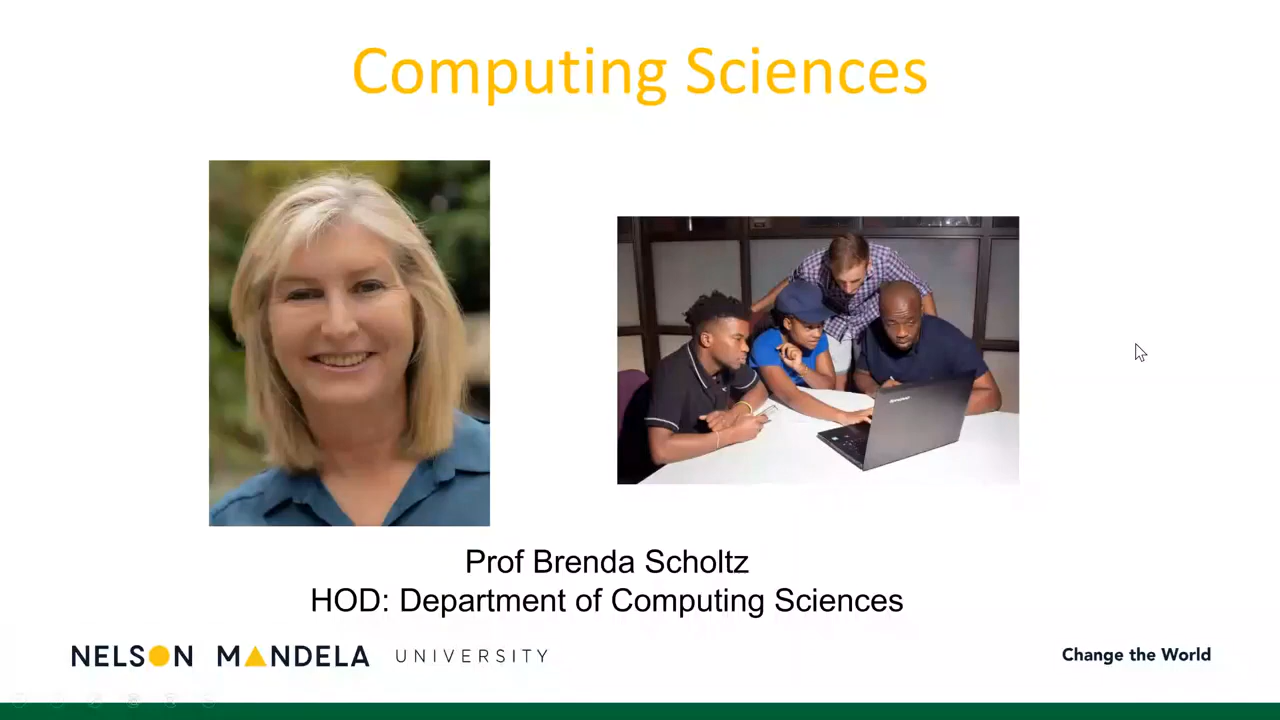 Computing Sciences
Prof Brenda Scholtz
HOD: Department of Computing Sciences
NELSON MANDELA UNIVERSITY
Change the World